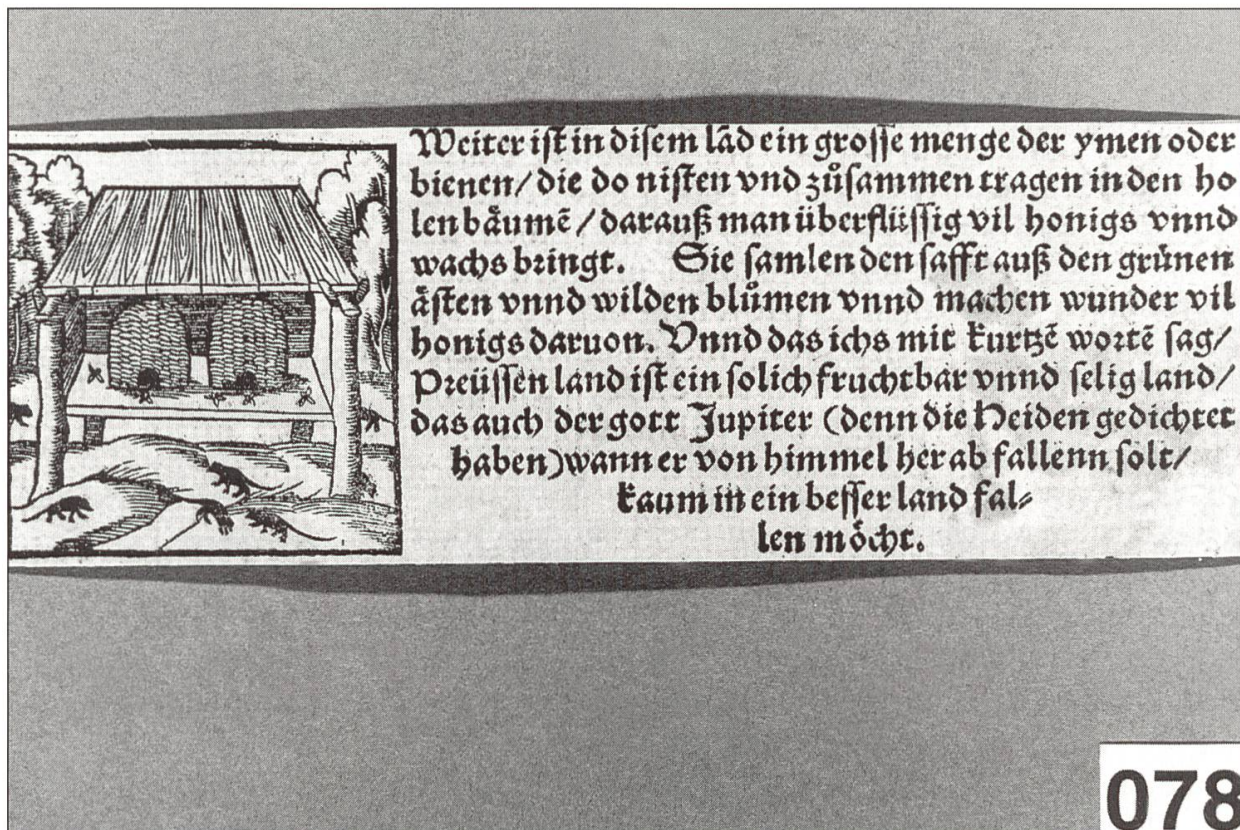 Weiter ist in disem lãd ein grosse menge der ymen oder
bienen/ die do nisten vnd zůsammen tragen in den ho
len båumē/ darauß man überflüssig vil honigs vnnd
wachs bringt. Sie samlen den safft auß den grünen
åsten vnnd wilden blůmen vnnd machen wunder vil
honigs daruon. Vnnd das ichs mit kurtzē wortē sag/
Preüssen land ist ein solich fruchtbar vnnd selig land/
das auch der gott Jupiter (denn die Heiden gedichtet
haben) wann er von himmel her ab fallenn solt/
kaum in ein besser land fal⸗
len möcht.
078